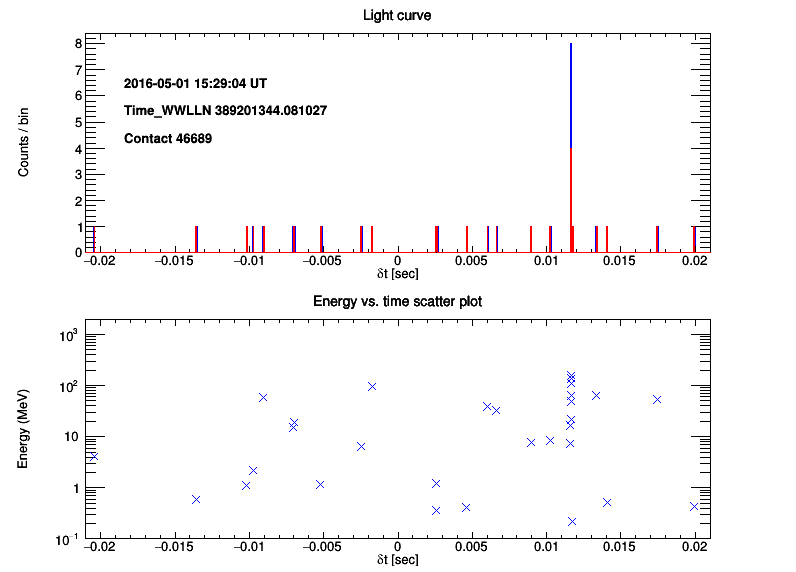 Light curve
8
7
6
5
4
3
2
1
0
Counts / bin
2016-05-01 15:29:04 UT
Time_WWLLN 389201344.081027
Contact 46689
−0.02 −0.015 −0.01 −0.005 0 0.005 0.01 0.015 0.02
δt [sec]
Energy vs. time scatter plot
10³
10²
10
1
10⁻¹
Energy (MeV)
−0.02 −0.015 −0.01 −0.005 0 0.005 0.01 0.015 0.02
δt [sec]